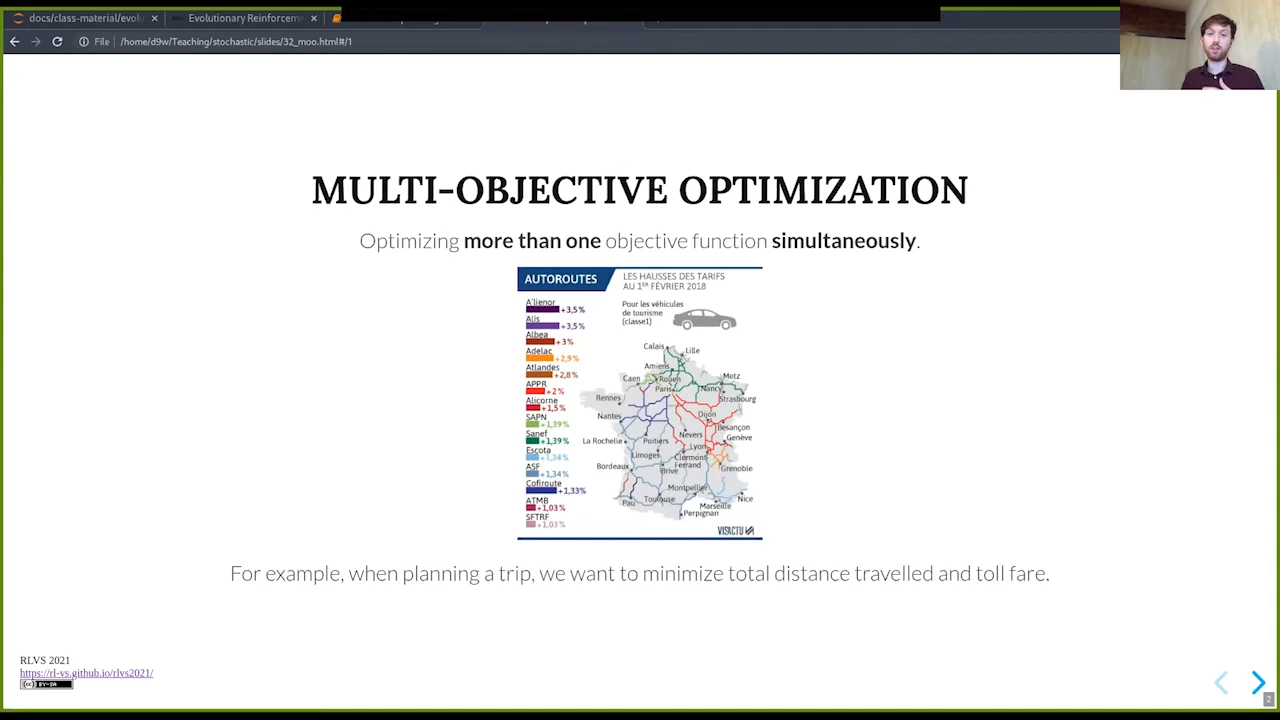 docs/class-material/evolu
Evolutionary Reinforceme
File
/home/d9w/Teaching/stochastic/slides/32_moo.html#/1
MULTI-OBJECTIVE OPTIMIZATION
Optimizing more than one objective function simultaneously.
AUTOROUTES
LES HAUSSES DES TARIFS
AU 1ER FÉVRIER 2018
Pour les véhicules
de tourisme
(classe1)
A'lienor
+3,5 %
Alis
+3,5 %
Albea
+3 %
Adelac
+2,9 %
Atlandes
+2,8 %
APPR
+2 %
Alicorne
+1,5 %
SAPN
+1,39 %
Sanef
+1,39 %
Escota
+1,34 %
ASF
+1,34 %
Cofiroute
+1,33%
ATMB
+1,03 %
SFTRF
+1,03 %
Calais
Lille
Amiens
Caen
Rouen
Metz
Paris
Nancy
Strasbourg
Rennes
Nantes
Dijon
Besançon
La Rochelle
Poitiers
Nevers
Genève
Lyon
Limoges
Clermont
Ferrand
Bordeaux
Brive
Grenoble
Montpellier
Pau
Toulouse
Nice
Marseille
Perpignan
VISACTU
For example, when planning a trip, we want to minimize total distance travelled and toll fare.
RLVS 2021
https://rl-vs.github.io/rlvs2021/
CC BY-SA
2